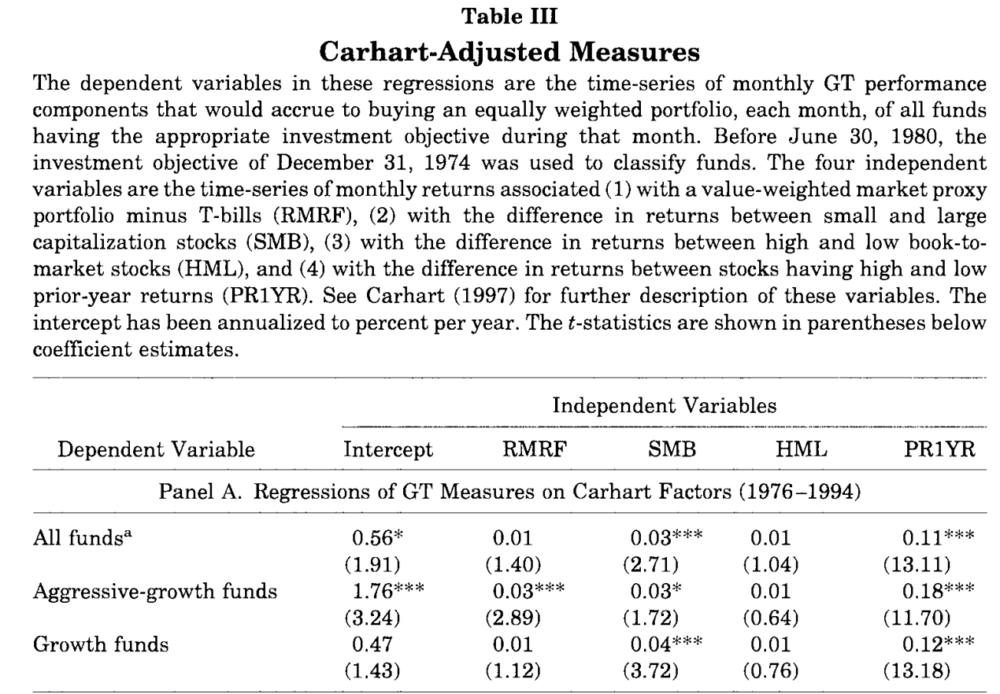 Table III
Carhart-Adjusted Measures
The dependent variables in these regressions are the time-series of monthly GT performance
components that would accrue to buying an equally weighted portfolio, each month, of all funds
having the appropriate investment objective during that month. Before June 30, 1980, the
investment objective of December 31, 1974 was used to classify funds. The four independent
variables are the time-series of monthly returns associated (1) with a value-weighted market proxy
portfolio minus T-bills (RMRF), (2) with the difference in returns between small and large
capitalization stocks (SMB), (3) with the difference in returns between high and low book-to-
market stocks (HML), and (4) with the difference in returns between stocks having high and low
prior-year returns (PR1YR). See Carhart (1997) for further description of these variables. The
intercept has been annualized to percent per year. The t-statistics are shown in parentheses below
coefficient estimates.
Independent Variables
Dependent Variable Intercept RMRF SMB HML PR1YR
Panel A. Regressions of GT Measures on Carhart Factors (1976–1994)
All fundsᵃ 0.56* 0.01 0.03*** 0.01 0.11***
(1.91) (1.40) (2.71) (1.04) (13.11)
Aggressive-growth funds 1.76*** 0.03*** 0.03* 0.01 0.18***
(3.24) (2.89) (1.72) (0.64) (11.70)
Growth funds 0.47 0.01 0.04*** 0.01 0.12***
(1.43) (1.12) (3.72) (0.76) (13.18)